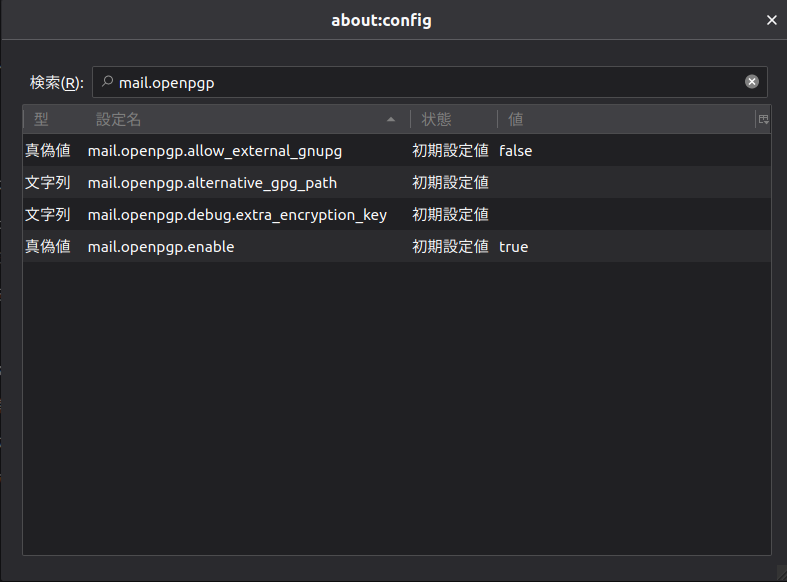 about:config
検索(R): mail.openpgp
型 設定名 状態 値
真偽値 mail.openpgp.allow_external_gnupg 初期設定値 false
文字列 mail.openpgp.alternative_gpg_path 初期設定値
文字列 mail.openpgp.debug.extra_encryption_key 初期設定値
真偽値 mail.openpgp.enable 初期設定値 true